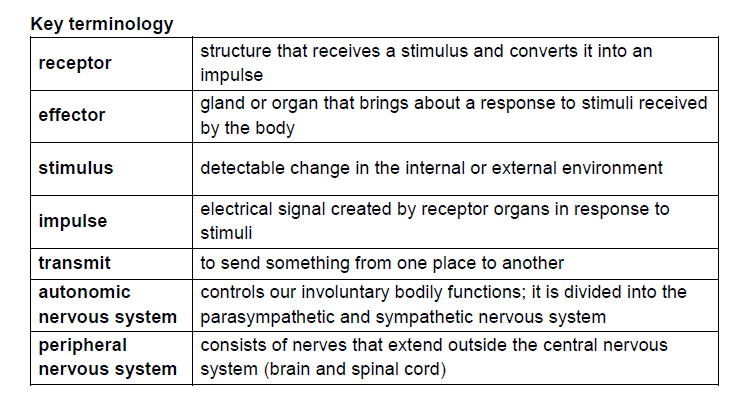 Key terminology
receptor
structure that receives a stimulus and converts it into an
impulse
effector
gland or organ that brings about a response to stimuli received
by the body
stimulus
detectable change in the internal or external environment
impulse
electrical signal created by receptor organs in response to
stimuli
transmit
to send something from one place to another
autonomic
nervous system
controls our involuntary bodily functions; it is divided into the
parasympathetic and sympathetic nervous system
peripheral
nervous system
consists of nerves that extend outside the central nervous
system (brain and spinal cord)